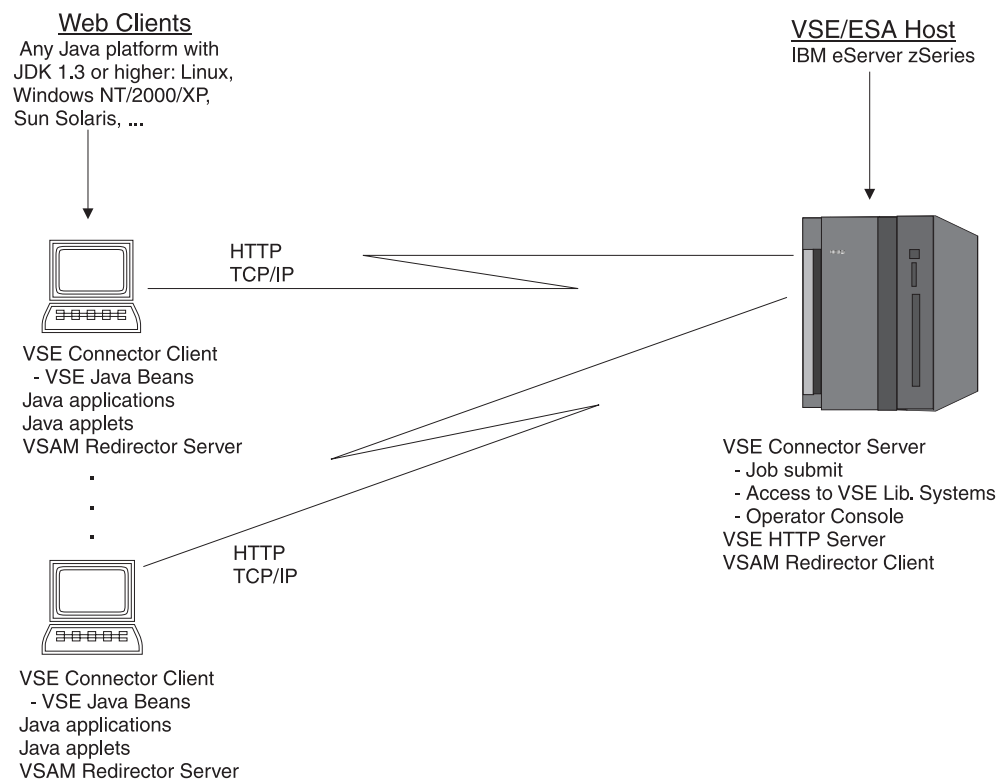 Web Clients
Any Java platform with
JDK 1.3 or higher: Linux,
Windows NT/2000/XP,
Sun Solaris, ...
VSE/ESA Host
IBM eServer zSeries
HTTP
TCP/IP
VSE Connector Client
- VSE Java Beans
Java applications
Java applets
VSAM Redirector Server
.
.
.
VSE Connector Server
- Job submit
- Access to VSE Lib. Systems
- Operator Console
VSE HTTP Server
VSAM Redirector Client
HTTP
TCP/IP
VSE Connector Client
- VSE Java Beans
Java applications
Java applets
VSAM Redirector Server